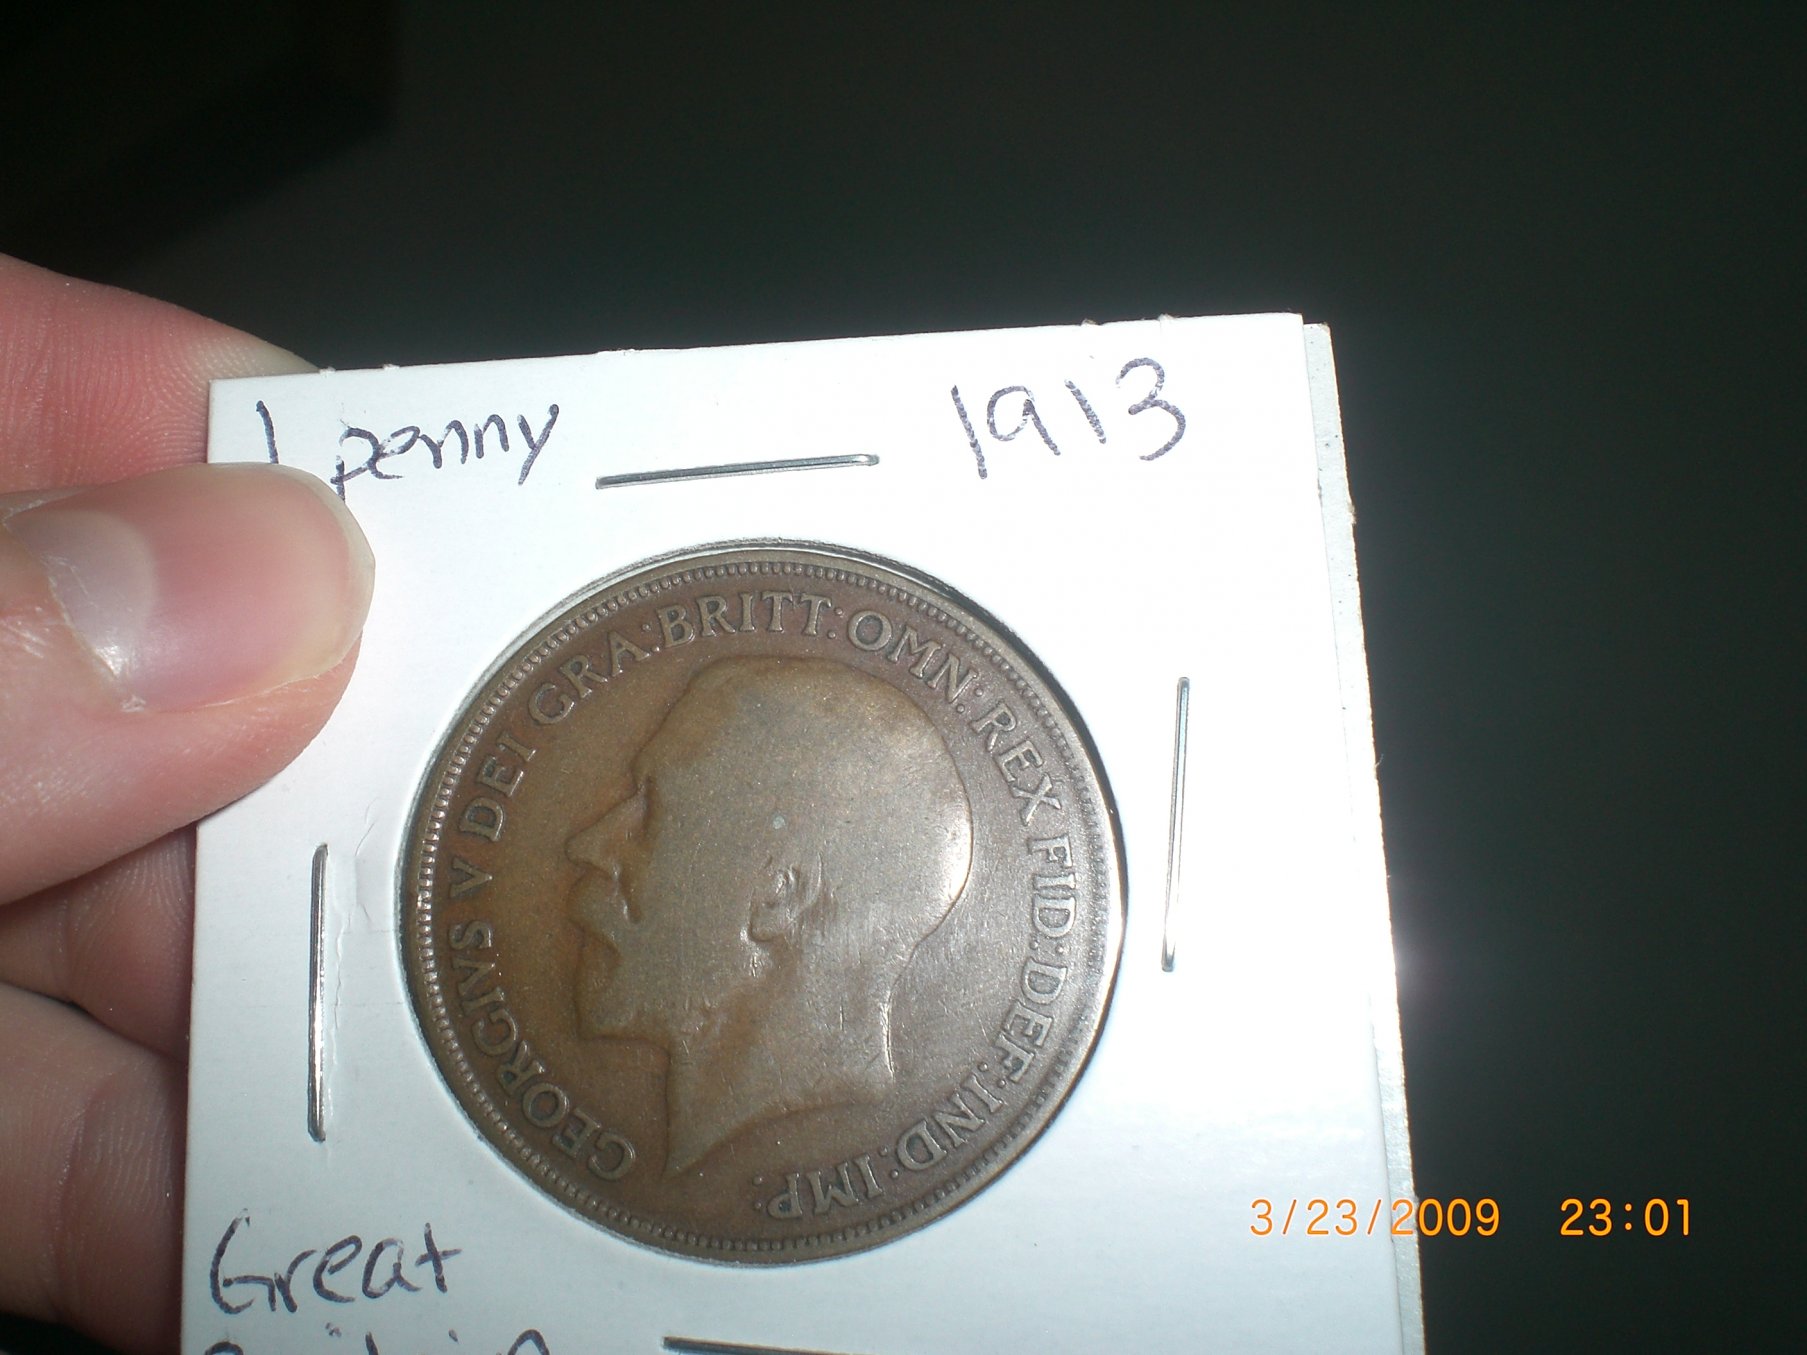 1 penny 1913
GEORGIVS V DEI GRA: BRITT: OMN: REX FID: DEF: IND: IMP:
3/23/2009 23:01
Great